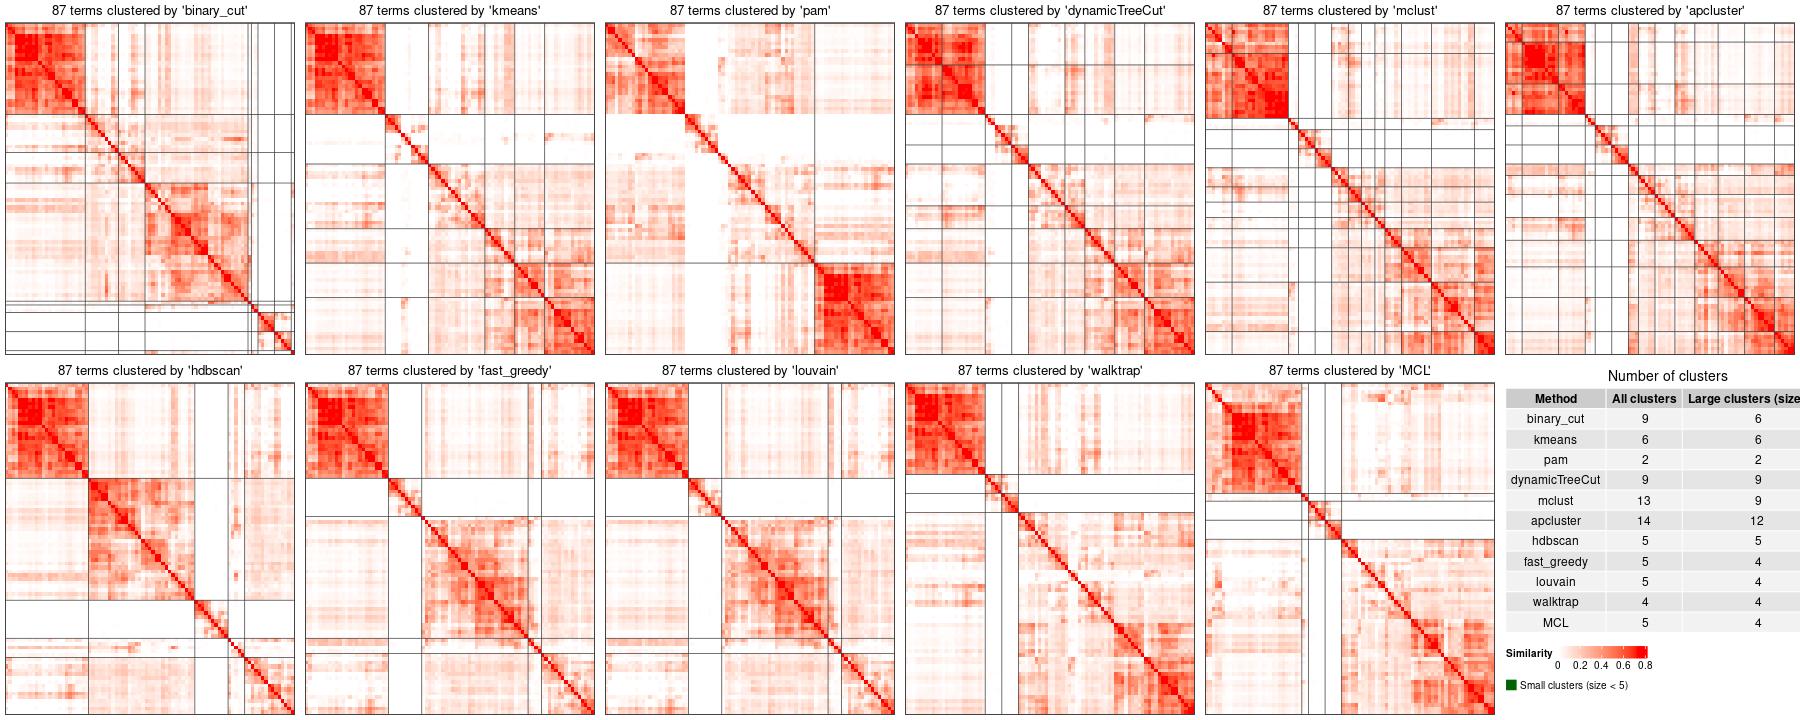 87 terms clustered by 'binary_cut'
87 terms clustered by 'kmeans'
87 terms clustered by 'pam'
87 terms clustered by 'dynamicTreeCut'
87 terms clustered by 'mclust'
87 terms clustered by 'apcluster'
87 terms clustered by 'hdbscan'
87 terms clustered by 'fast_greedy'
87 terms clustered by 'louvain'
87 terms clustered by 'walktrap'
87 terms clustered by 'MCL'
Number of clusters
Method All clusters Large clusters (size
binary_cut 9 6
kmeans 6 6
pam 2 2
dynamicTreeCut 9 9
mclust 13 9
apcluster 14 12
hdbscan 5 5
fast_greedy 5 4
louvain 5 4
walktrap 4 4
MCL 5 4
Similarity
0 0.2 0.4 0.6 0.8
Small clusters (size < 5)